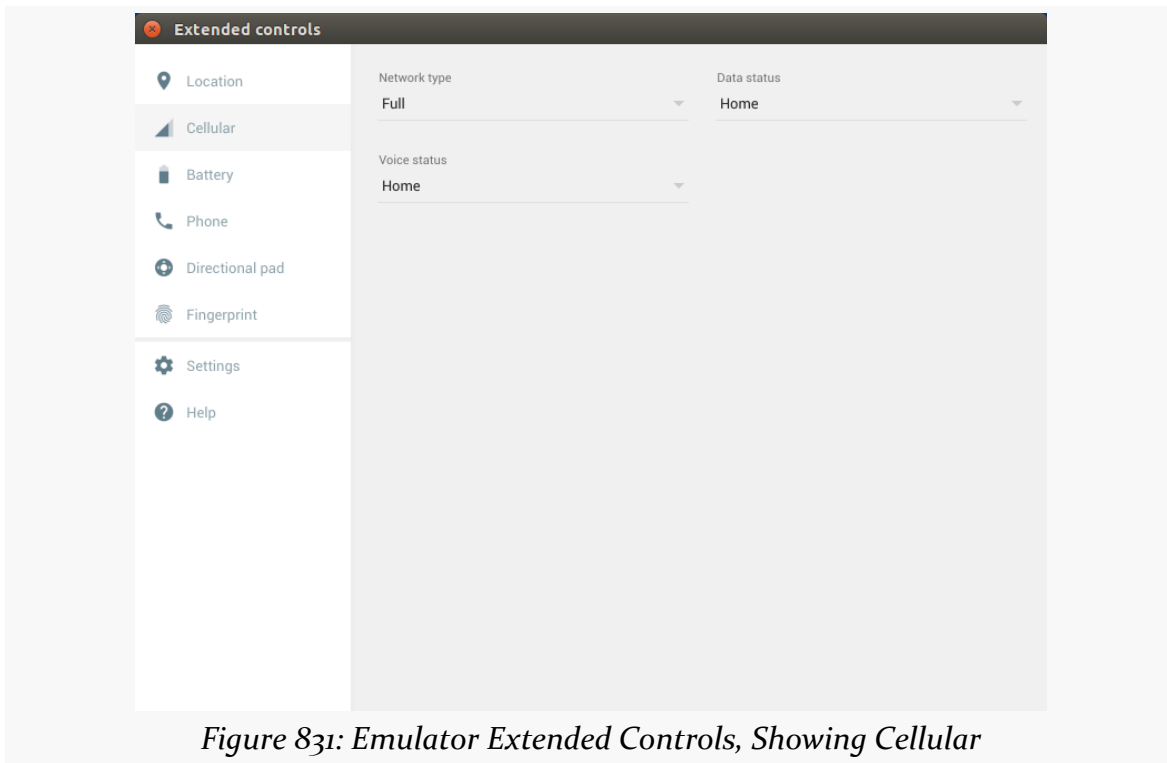 Extended controls
Location
Cellular
Battery
Phone
Directional pad
Fingerprint
Settings
Help
Network type
Full
Data status
Home
Voice status
Home
Figure 831: Emulator Extended Controls, Showing Cellular